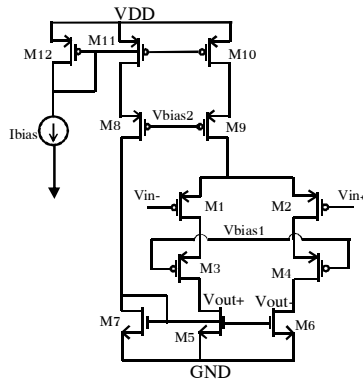 VDD
M12
M11
M10
Ibias
M8
Vbias2
M9
Vin-
M1
M2
Vin+
Vbias1
M3
M4
Vout+
Vout-
M7
M5
M6
GND